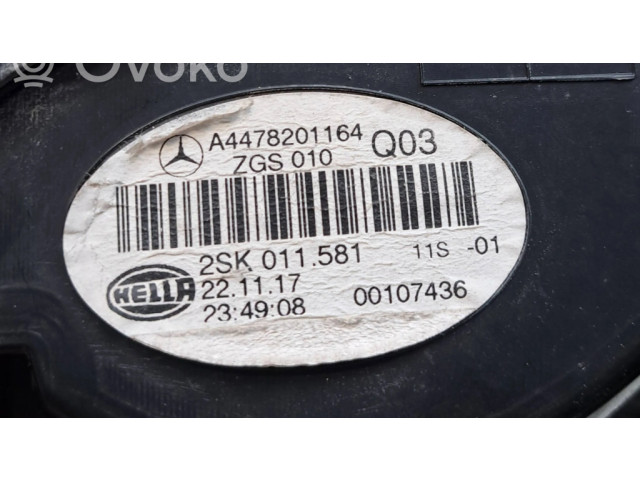 Ovoko
A4478201164 Q03
ZGS 010
2SK 011.581 11S -01
HELLA
22.11.17
23:49:08 00107436